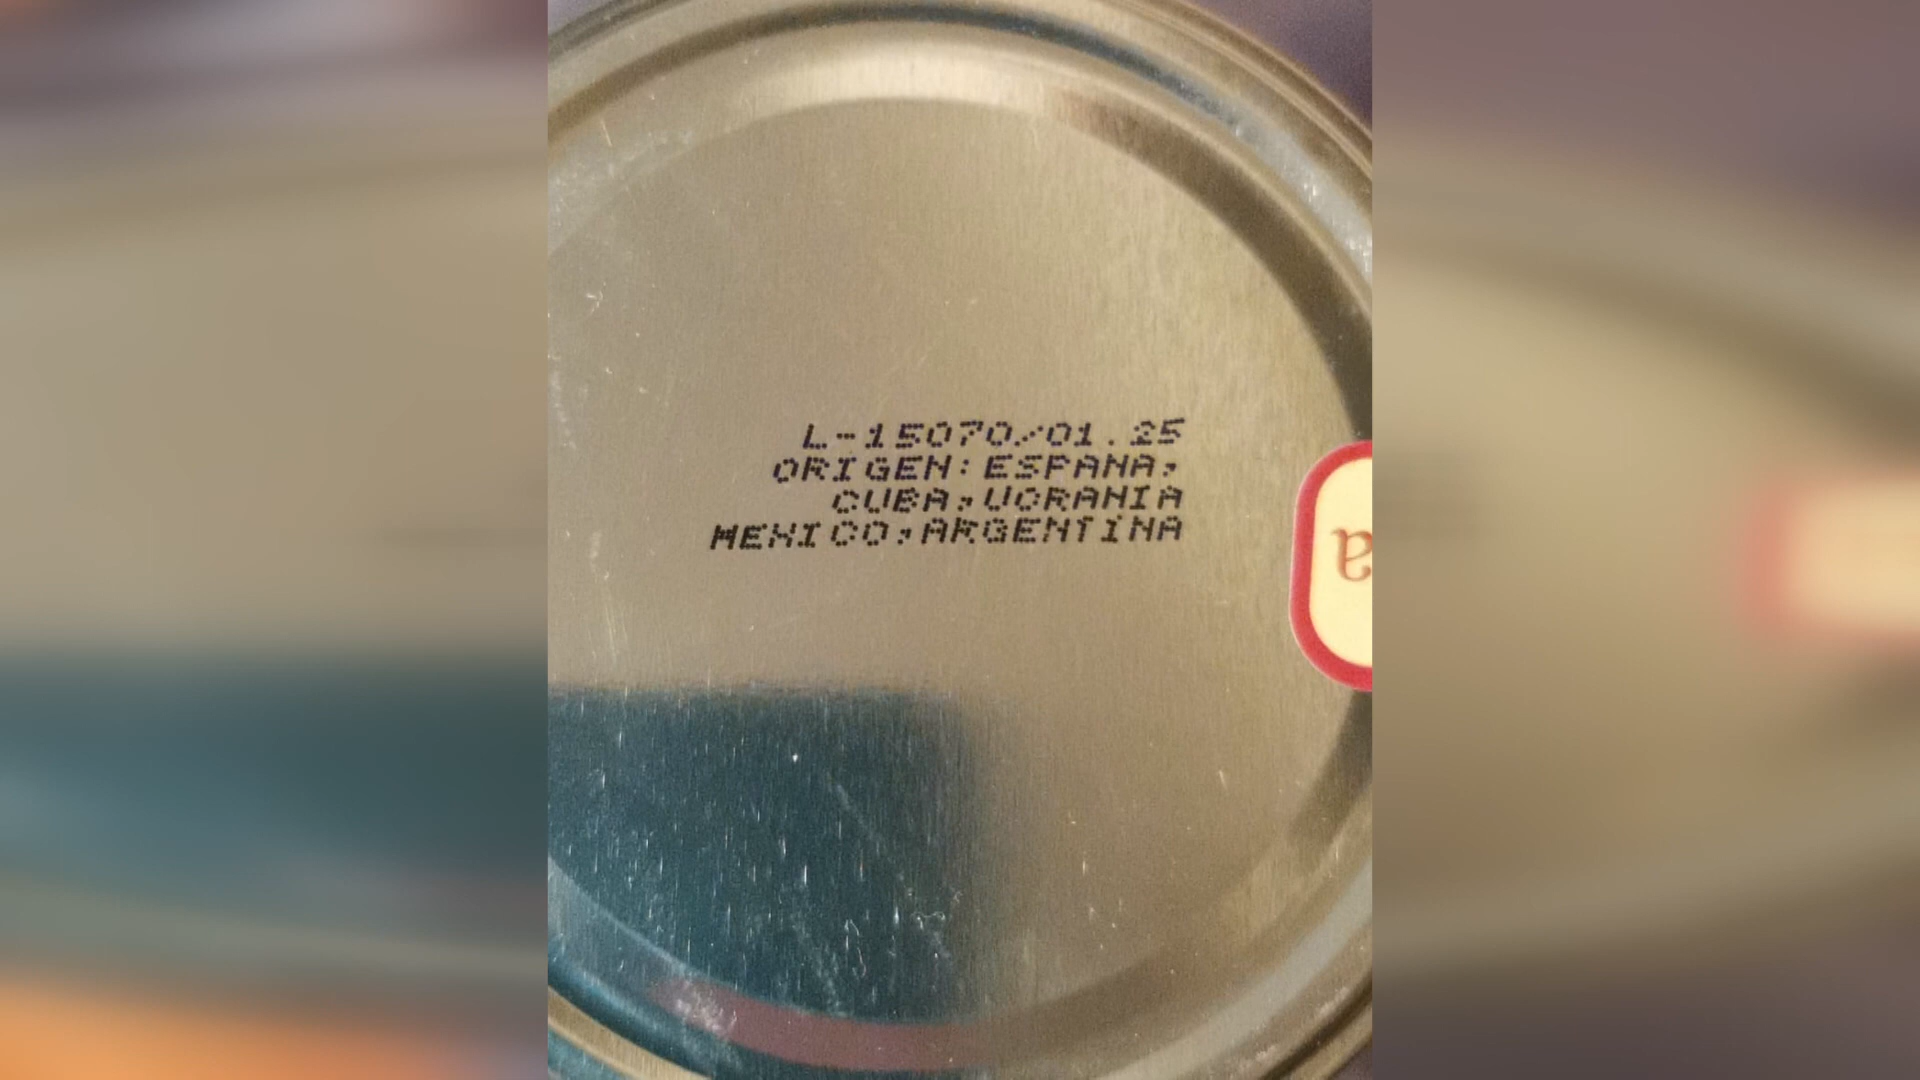 L-15070/01.25
ORIGEN:ESPANA,
CUBA,UCRANIA
MEXICO,ARGENTINA
a